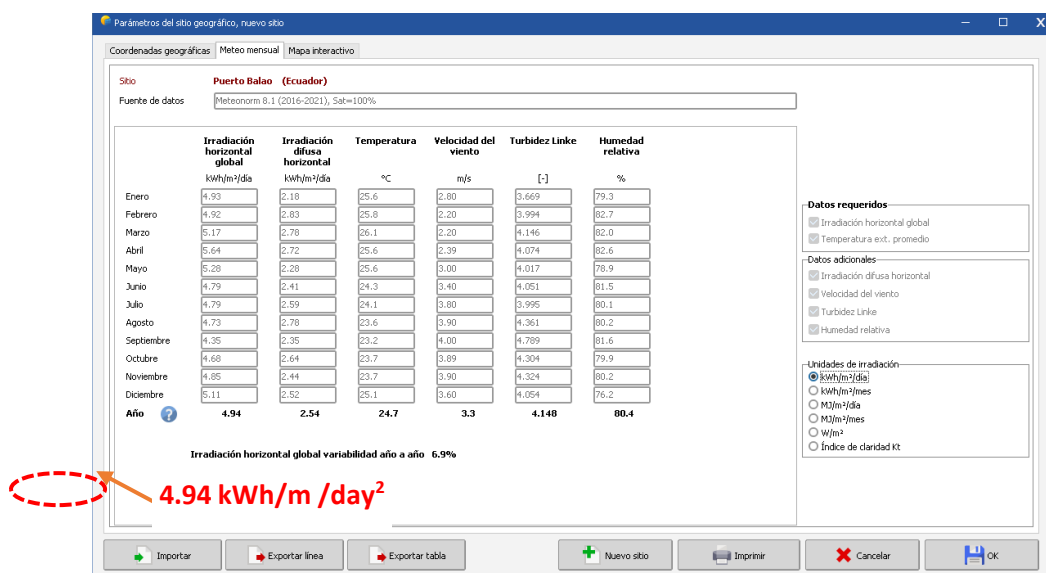 Parámetros del sitio geográfico, nuevo sitio
Coordenadas geográficas Meteo mensual Mapa interactivo
Sitio Puerto Balao (Ecuador)
Fuente de datos Meteonorm 8.1 (2016-2021), Sat=100%
Irradiación horizontal global Irradiación difusa horizontal Temperatura Velocidad del viento Turbidez Linke Humedad relativa
kWh/m²/día kWh/m²/día °C m/s [-] %
Enero 4.93 2.18 25.6 2.80 3.669 79.3
Febrero 4.92 2.83 25.8 2.20 3.994 82.7
Marzo 5.17 2.78 26.1 2.20 4.146 82.0
Abril 5.64 2.72 25.6 2.39 4.074 82.6
Mayo 5.28 2.28 25.6 3.00 4.017 78.9
Junio 4.79 2.41 24.3 3.40 4.051 81.5
Julio 4.79 2.59 24.1 3.80 3.995 80.1
Agosto 4.73 2.78 23.6 3.90 4.361 80.2
Septiembre 4.35 2.35 23.2 4.00 4.789 81.6
Octubre 4.68 2.64 23.7 3.89 4.304 79.9
Noviembre 4.85 2.44 23.7 3.90 4.324 80.2
Diciembre 5.11 2.52 25.1 3.60 4.054 76.2
Año ? 4.94 2.54 24.7 3.3 4.148 80.4
Irradiación horizontal global variabilidad año a año 6.9%
4.94 kWh/m /day²
Datos requeridos
Irradiación horizontal global
Temperatura ext. promedio
Datos adicionales
Irradiación difusa horizontal
Velocidad del viento
Turbidez Linke
Humedad relativa
Unidades de irradiación
kWh/m²/día
kWh/m²/mes
MJ/m²/día
MJ/m²/mes
W/m²
Índice de claridad Kt
Importar Exportar línea Exportar tabla Nuevo sitio Imprimir Cancelar OK